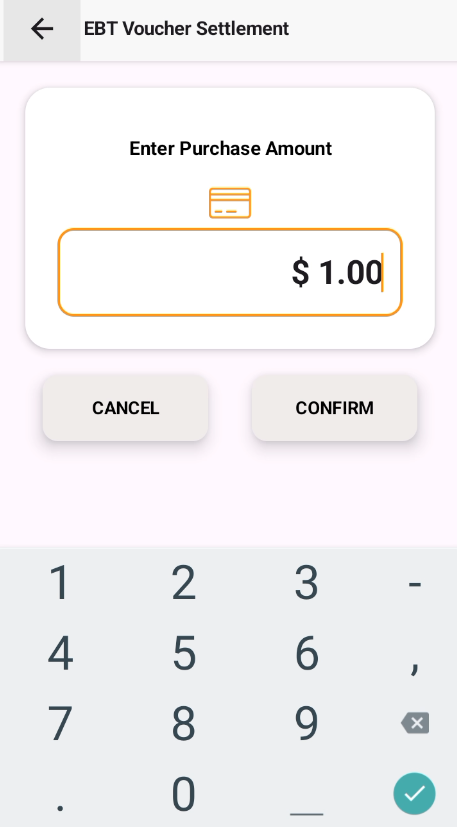 EBT Voucher Settlement
Enter Purchase Amount
$ 1.00
CANCEL CONFIRM
1 2 3 -
4 5 6 ,
7 8 9
. 0 _